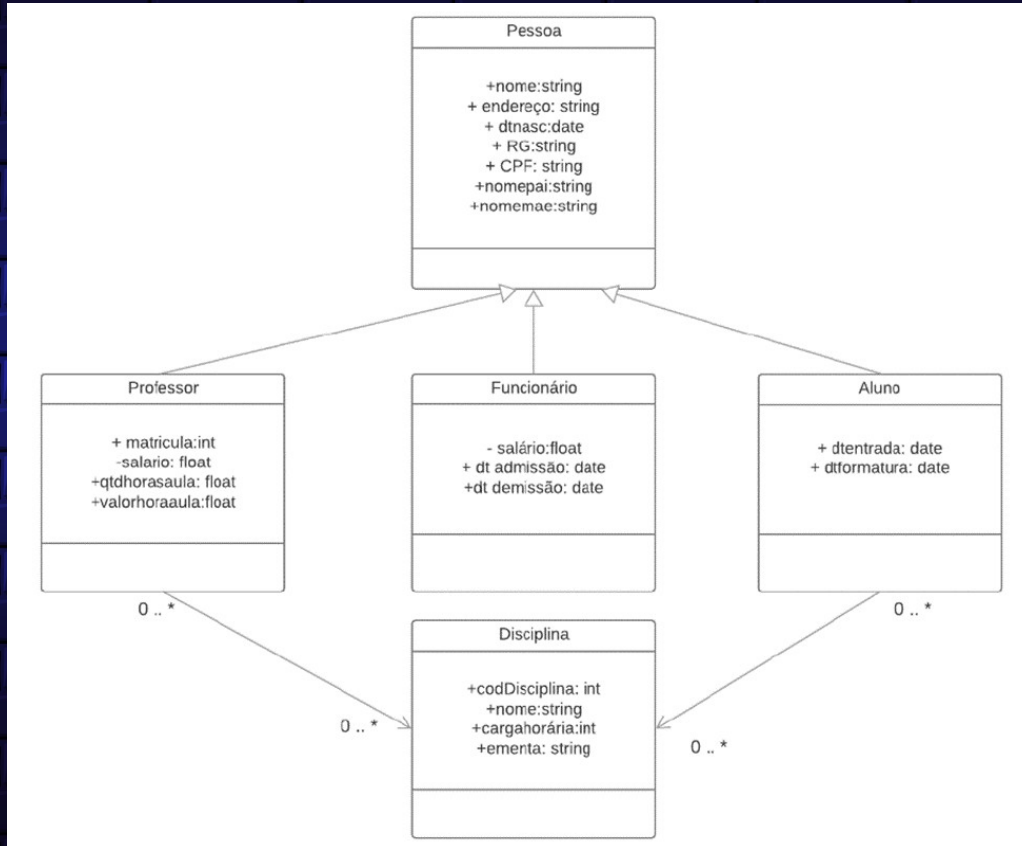 Pessoa
+nome:string
+ endereço: string
+ dtnasc:date
+ RG:string
+ CPF: string
+nomepai:string
+nomemae:string
Professor
+ matricula:int
-salario: float
+qtdhorasaula: float
+valorhoraaula:float
Funcionário
- salário:float
+ dt admissão: date
+dt demissão: date
Aluno
+ dtentrada: date
+ dtformatura: date
0 .. *
0 .. *
Disciplina
+codDisciplina: int
+nome:string
+cargahorária:int
+ementa: string
0 .. *
0 .. *